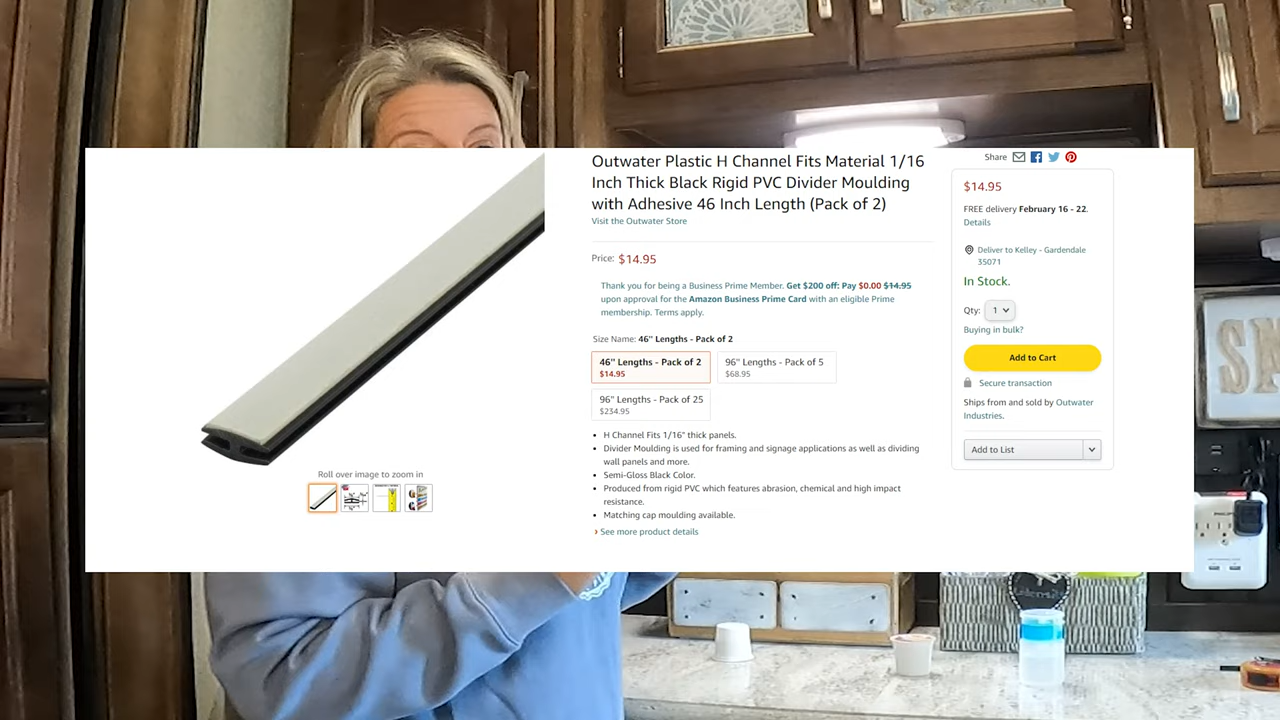 Outwater Plastic H Channel Fits Material 1/16
Inch Thick Black Rigid PVC Divider Moulding
with Adhesive 46 Inch Length (Pack of 2)
Visit the Outwater Store
Price: $14.95
Thank you for being a Business Prime Member. Get $200 off: Pay $0.00 $14.95
upon approval for the Amazon Business Prime Card with an eligible Prime
membership. Terms apply.
Size Name: 46" Lengths - Pack of 2
46" Lengths - Pack of 2
$14.95
96" Lengths - Pack of 5
$68.95
96" Lengths - Pack of 25
$234.95
H Channel Fits 1/16" thick panels.
Divider Moulding is used for framing and signage applications as well as dividing
wall panels and more.
Semi-Gloss Black Color.
Produced from rigid PVC which features abrasion, chemical and high impact
resistance.
Matching cap moulding available.
› See more product details
Roll over image to zoom in
Share
$14.95
FREE delivery February 16 - 22.
Details
Deliver to Kelley - Gardendale
35071
In Stock.
Qty: 1
Buying in bulk?
Add to Cart
Secure transaction
Ships from and sold by Outwater
Industries.
Add to List